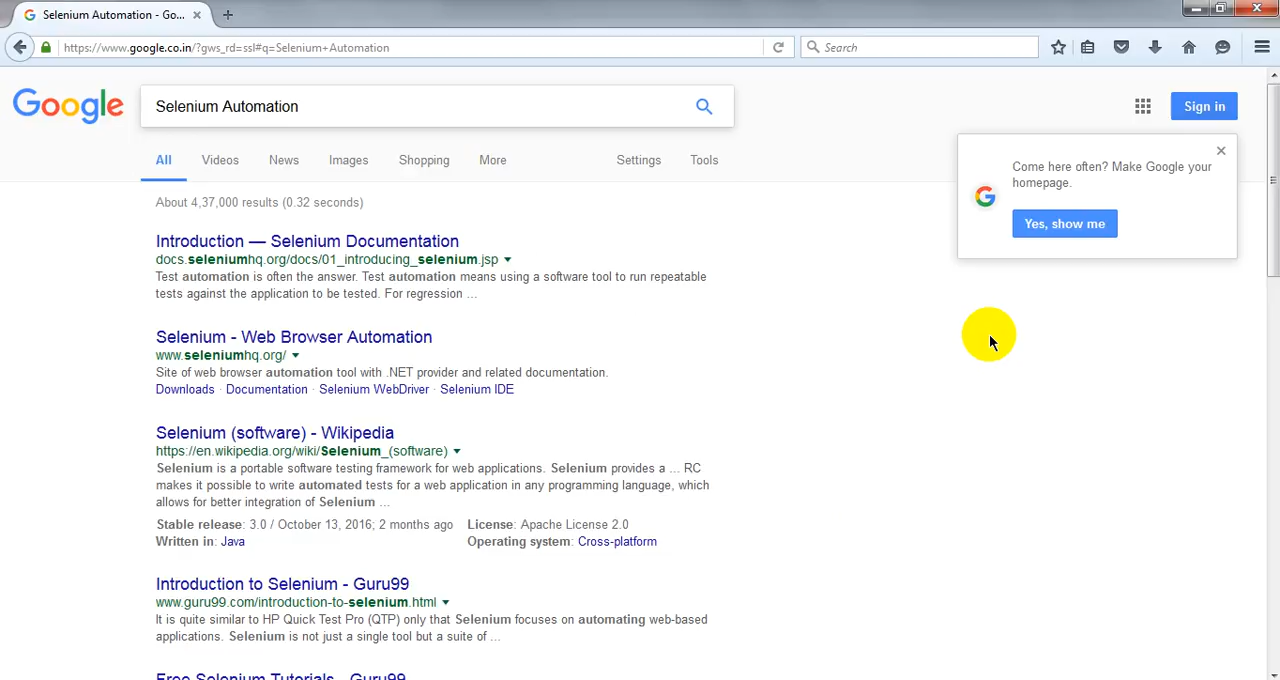 Selenium Automation - Go...
https://www.google.co.in/?gws_rd=ssl#q=Selenium+Automation
Search
Google
Selenium Automation
Sign in
All Videos News Images Shopping More Settings Tools
Come here often? Make Google your
homepage.
Yes, show me
About 4,37,000 results (0.32 seconds)
Introduction — Selenium Documentation
docs.seleniumhq.org/docs/01_introducing_selenium.jsp
Test automation is often the answer. Test automation means using a software tool to run repeatable
tests against the application to be tested. For regression ...
Selenium - Web Browser Automation
www.seleniumhq.org/
Site of web browser automation tool with .NET provider and related documentation.
Downloads · Documentation · Selenium WebDriver · Selenium IDE
Selenium (software) - Wikipedia
https://en.wikipedia.org/wiki/Selenium_(software)
Selenium is a portable software testing framework for web applications. Selenium provides a ... RC
makes it possible to write automated tests for a web application in any programming language, which
allows for better integration of Selenium ...
Stable release: 3.0 / October 13, 2016; 2 months ago License: Apache License 2.0
Written in: Java Operating system: Cross-platform
Introduction to Selenium - Guru99
www.guru99.com/introduction-to-selenium.html
It is quite similar to HP Quick Test Pro (QTP) only that Selenium focuses on automating web-based
applications. Selenium is not just a single tool but a suite of ...
Free Selenium Tutorials - Guru99